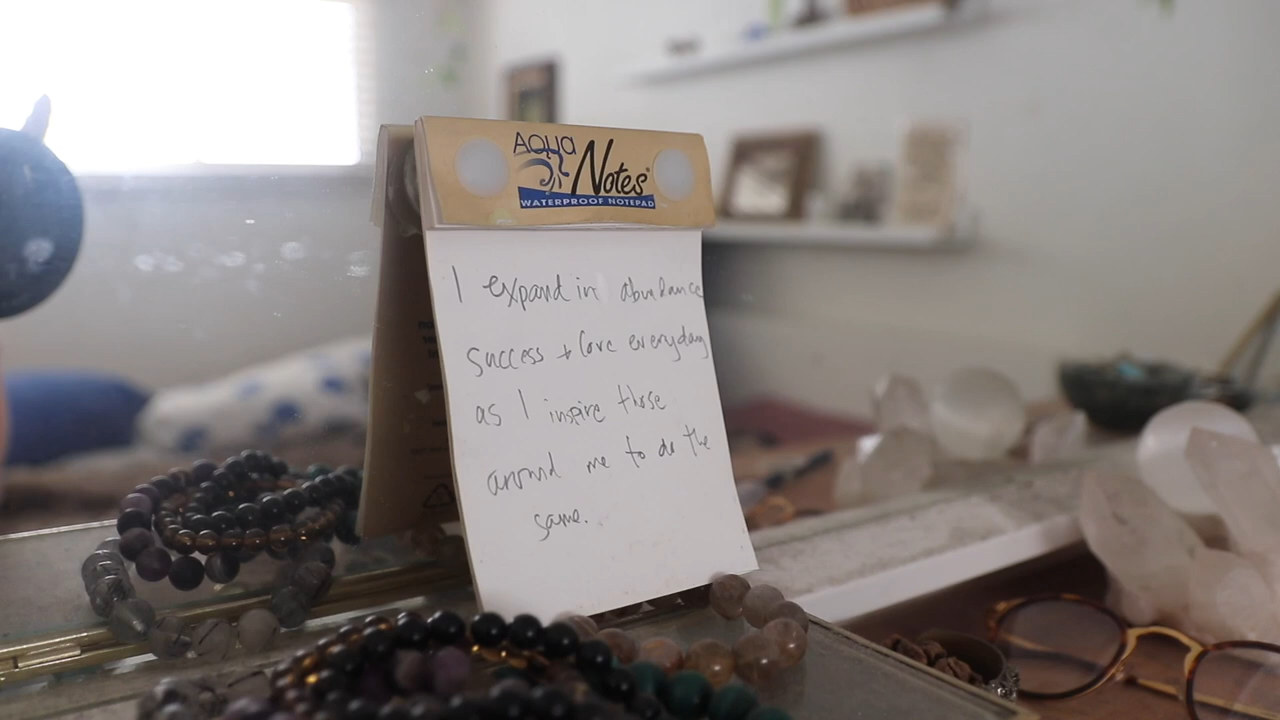 AQUA
Notes
WATERPROOF NOTEPAD
I expand in abundance
success + love everyday
as I inspire those
around me to do the
same.